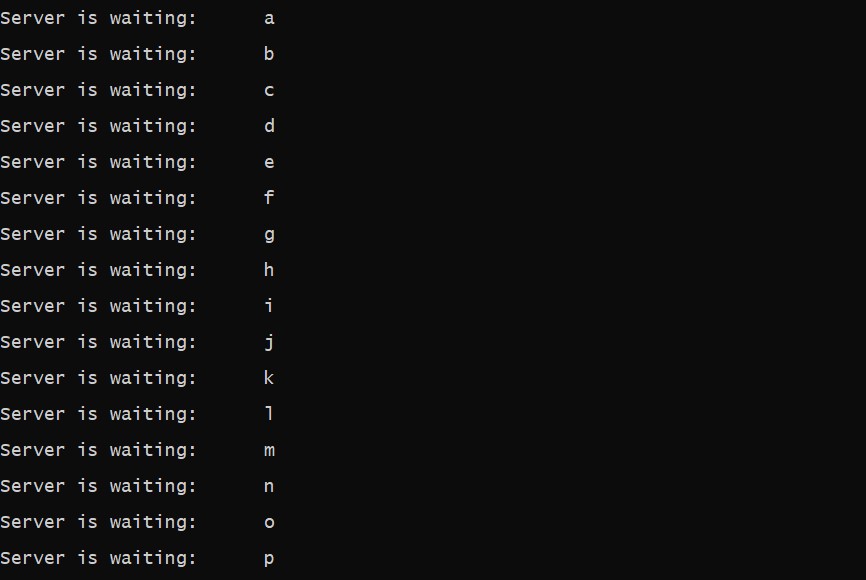 Server is waiting: a
Server is waiting: b
Server is waiting: c
Server is waiting: d
Server is waiting: e
Server is waiting: f
Server is waiting: g
Server is waiting: h
Server is waiting: i
Server is waiting: j
Server is waiting: k
Server is waiting: l
Server is waiting: m
Server is waiting: n
Server is waiting: o
Server is waiting: p